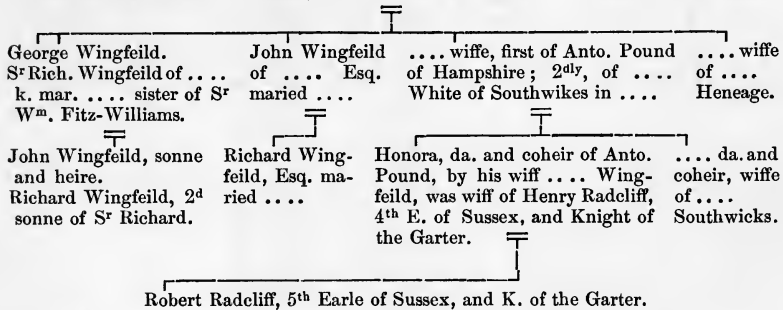 George Wingfeild.
Sʳ Rich. Wingfeild of ....
k. mar. .... sister of Sʳ
Wᵐ. Fitz-Williams.
John Wingfeild
of .... Esq.
maried ....
.... wiffe, first of Anto. Pound
of Hampshire; 2ᵈˡʸ, of ....
White of Southwikes in ....
.... wiffe
of ....
Heneage.
John Wingfeild, sonne
and heire.
Richard Wingfeild, 2ᵈ
sonne of Sʳ Richard.
Richard Wing-
feild, Esq. ma-
ried ....
Honora, da. and coheir of Anto.
Pound, by his wiff .... Wing-
feild, was wiff of Henry Radcliff,
4ᵗʰ E. of Sussex, and Knight of
the Garter.
.... da. and
coheir, wiffe
of ....
Southwicks.
Robert Radcliff, 5ᵗʰ Earle of Sussex, and K. of the Garter.